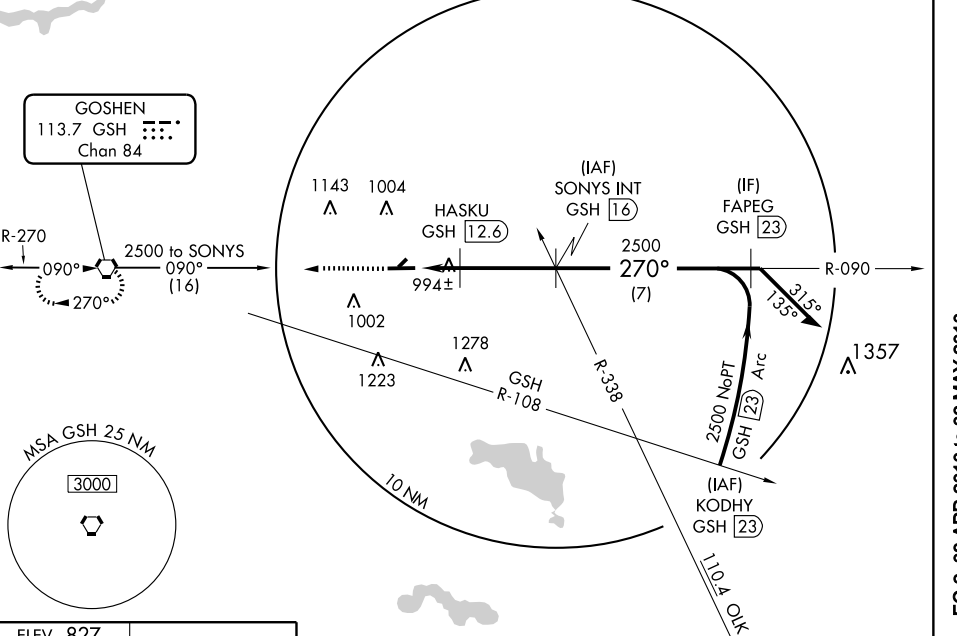 GOSHEN
113.7 GSH
Chan 84
R-270
090°
270°
2500 to SONYS
090°
(16)
1143
1004
HASKU
GSH 12.6
(IAF)
SONYS INT
GSH 16
(IF)
FAPEG
GSH 23
2500
270°
(7)
R-090
994±
315°
135°
1002
1278
1223
1357
GSH
R-108
R-338
2500 NoPT
GSH 23 Arc
(IAF)
KODHY
GSH 23
MSA GSH 25 NM
3000
10 NM
110.4 OLK
ELEV 827